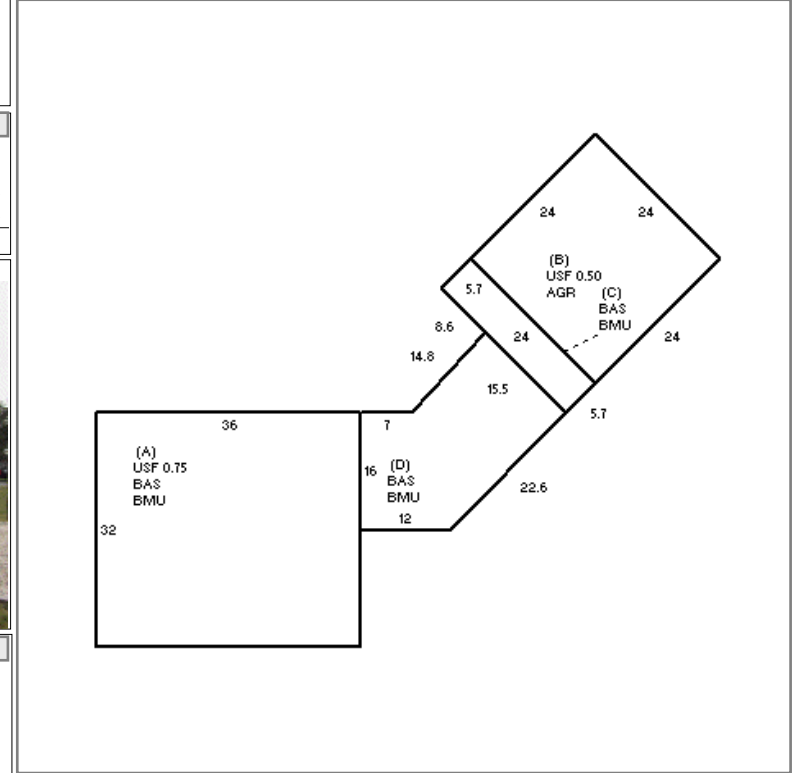 24
24
(B)
USF 0.50
AGR
(C)
BAS
BMU
5.7
8.6
24
24
14.8
15.5
5.7
36
7
(A)
USF 0.75
BAS
BMU
16
(D)
BAS
BMU
22.6
12
32